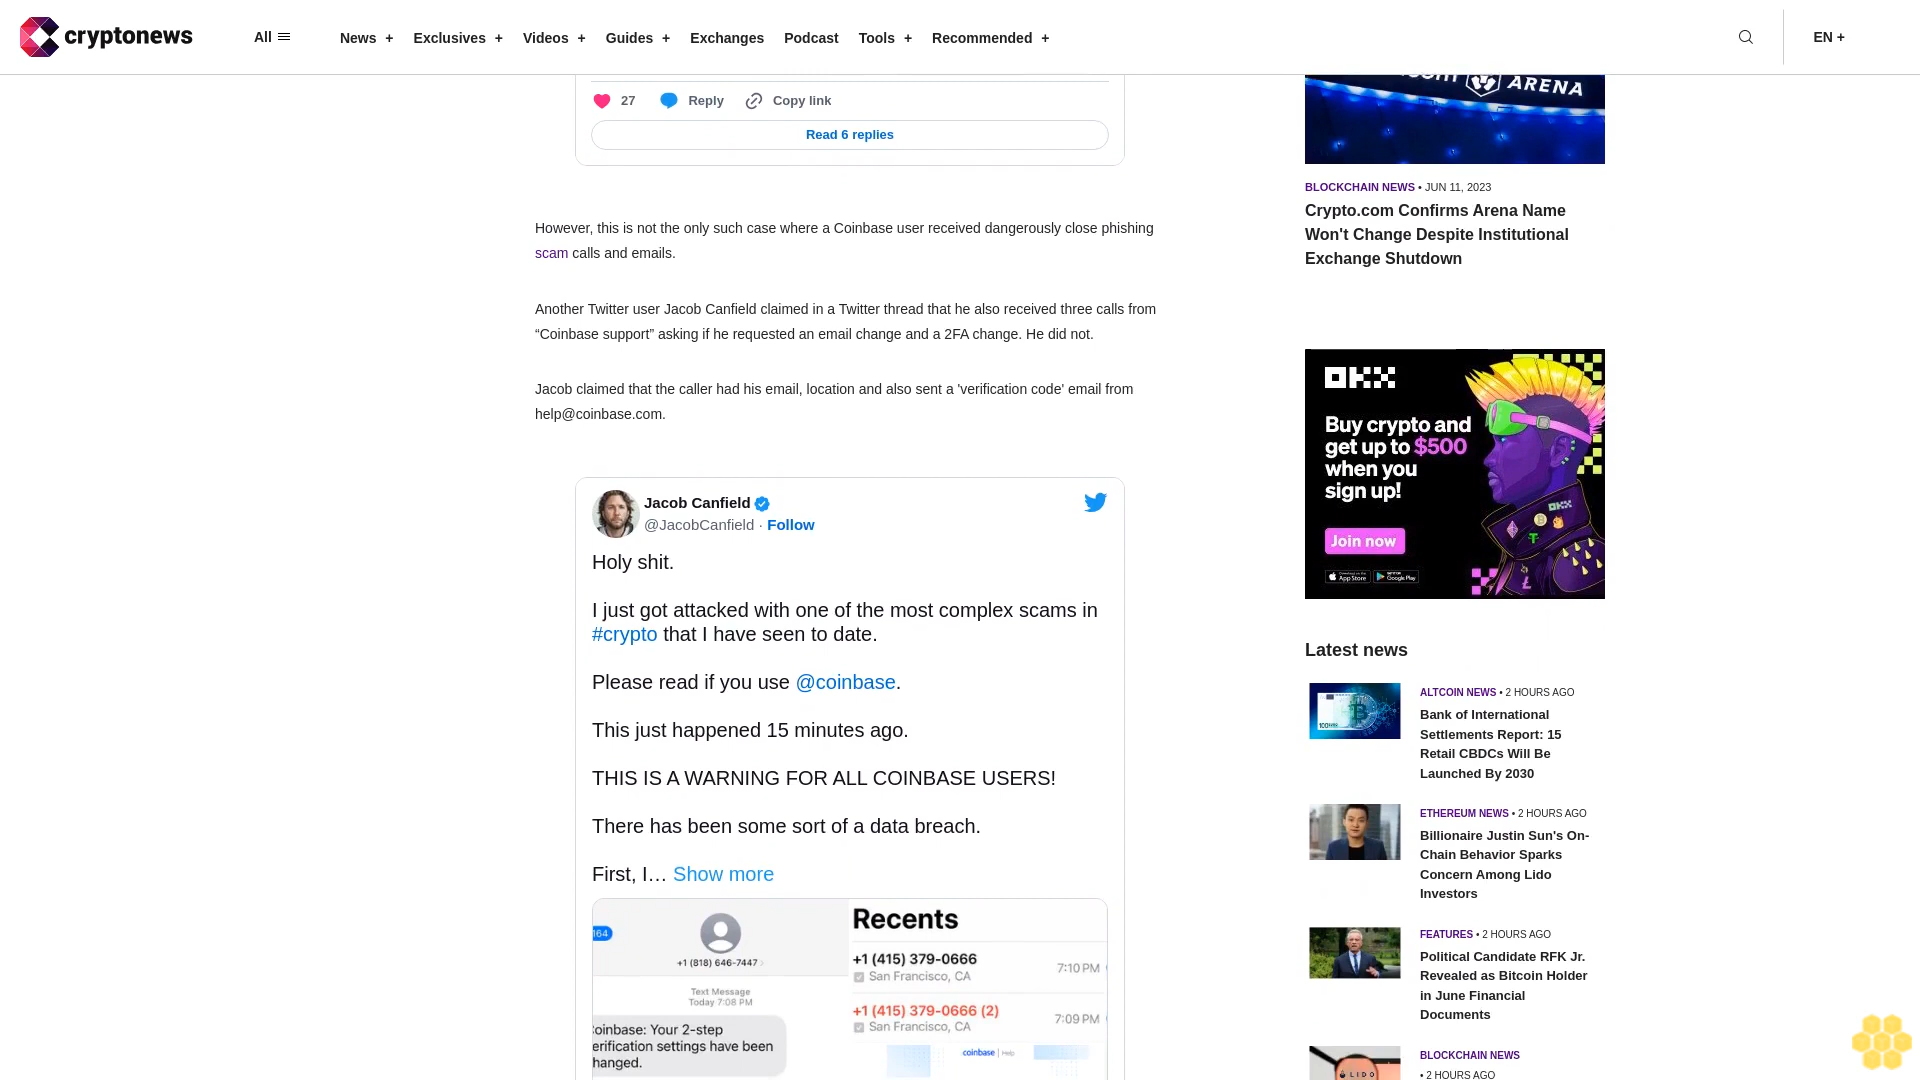 cryptonews
All
News +
Exclusives +
Videos +
Guides +
Exchanges
Podcast
Tools +
Recommended +
EN +
27
Reply
Copy link
Read 6 replies
However, this is not the only such case where a Coinbase user received dangerously close phishing
scam calls and emails.
Another Twitter user Jacob Canfield claimed in a Twitter thread that he also received three calls from
“Coinbase support” asking if he requested an email change and a 2FA change. He did not.
Jacob claimed that the caller had his email, location and also sent a 'verification code' email from
help@coinbase.com.
Jacob Canfield
@JacobCanfield · Follow
Holy shit.
I just got attacked with one of the most complex scams in
#crypto that I have seen to date.
Please read if you use @coinbase.
This just happened 15 minutes ago.
THIS IS A WARNING FOR ALL COINBASE USERS!
There has been some sort of a data breach.
First, I… Show more
164
+1 (818) 646-7447
Text Message
Today 7:08 PM
oinbase: Your 2-step
erification settings have been
hanged.
Recents
+1 (415) 379-0666
San Francisco, CA
7:10 PM
+1 (415) 379-0666 (2)
San Francisco, CA
7:09 PM
coinbase | Help
ARENA
BLOCKCHAIN NEWS • JUN 11, 2023
Crypto.com Confirms Arena Name
Won't Change Despite Institutional
Exchange Shutdown
OKX
Buy crypto and
get up to $500
when you
sign up!
Join now
App Store
Google Play
OKX
Latest news
ALTCOIN NEWS • 2 HOURS AGO
Bank of International
Settlements Report: 15
Retail CBDCs Will Be
Launched By 2030
ETHEREUM NEWS • 2 HOURS AGO
Billionaire Justin Sun's On-
Chain Behavior Sparks
Concern Among Lido
Investors
FEATURES • 2 HOURS AGO
Political Candidate RFK Jr.
Revealed as Bitcoin Holder
in June Financial
Documents
LIDO
BLOCKCHAIN NEWS
• 2 HOURS AGO